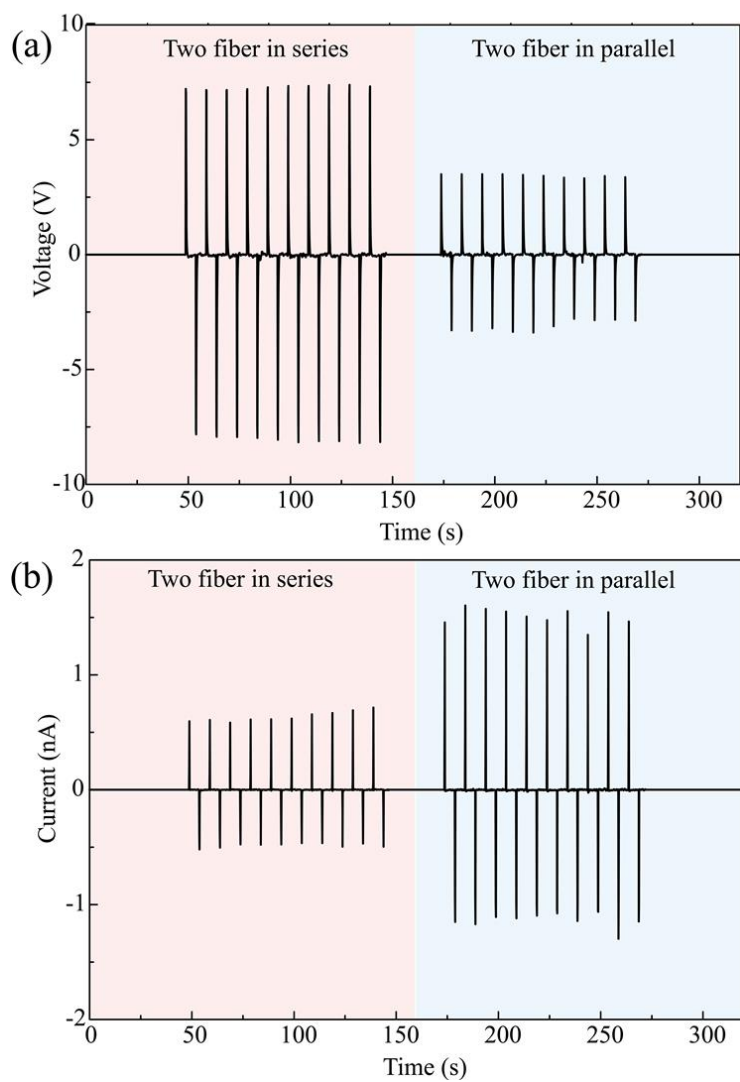 (a)
Two fiber in series
Two fiber in parallel
10
5
0
-5
-10
Voltage (V)
0 50 100 150 200 250 300
Time (s)
(b)
Two fiber in series
Two fiber in parallel
2
1
0
-1
-2
Current (nA)
0 50 100 150 200 250 300
Time (s)